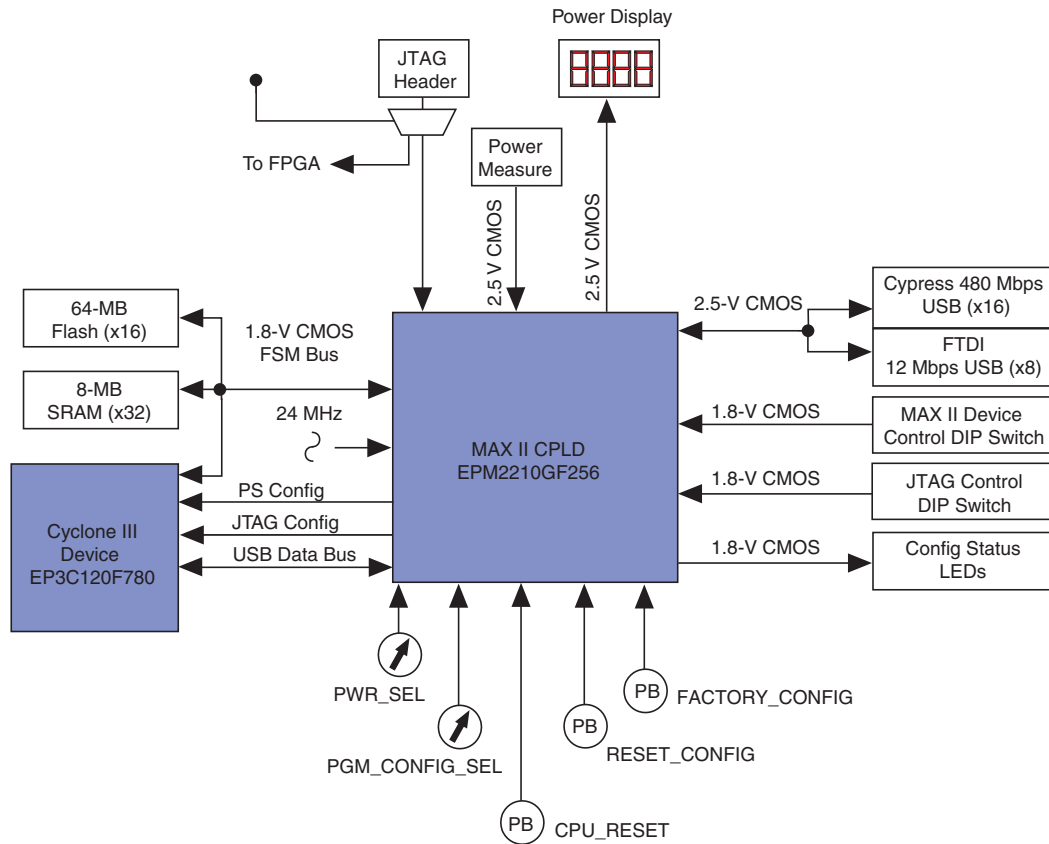 Power Display
8888
JTAG
Header
To FPGA
Power
Measure
2.5 V CMOS
2.5 V CMOS
64-MB
Flash (x16)
8-MB
SRAM (x32)
1.8-V CMOS
FSM Bus
24 MHz
2.5-V CMOS
Cypress 480 Mbps
USB (x16)
FTDI
12 Mbps USB (x8)
1.8-V CMOS
MAX II Device
Control DIP Switch
MAX II CPLD
EPM2210GF256
1.8-V CMOS
JTAG Control
DIP Switch
1.8-V CMOS
Config Status
LEDs
Cyclone III
Device
EP3C120F780
PS Config
JTAG Config
USB Data Bus
PWR_SEL
PGM_CONFIG_SEL
PB
CPU_RESET
PB
RESET_CONFIG
PB
FACTORY_CONFIG